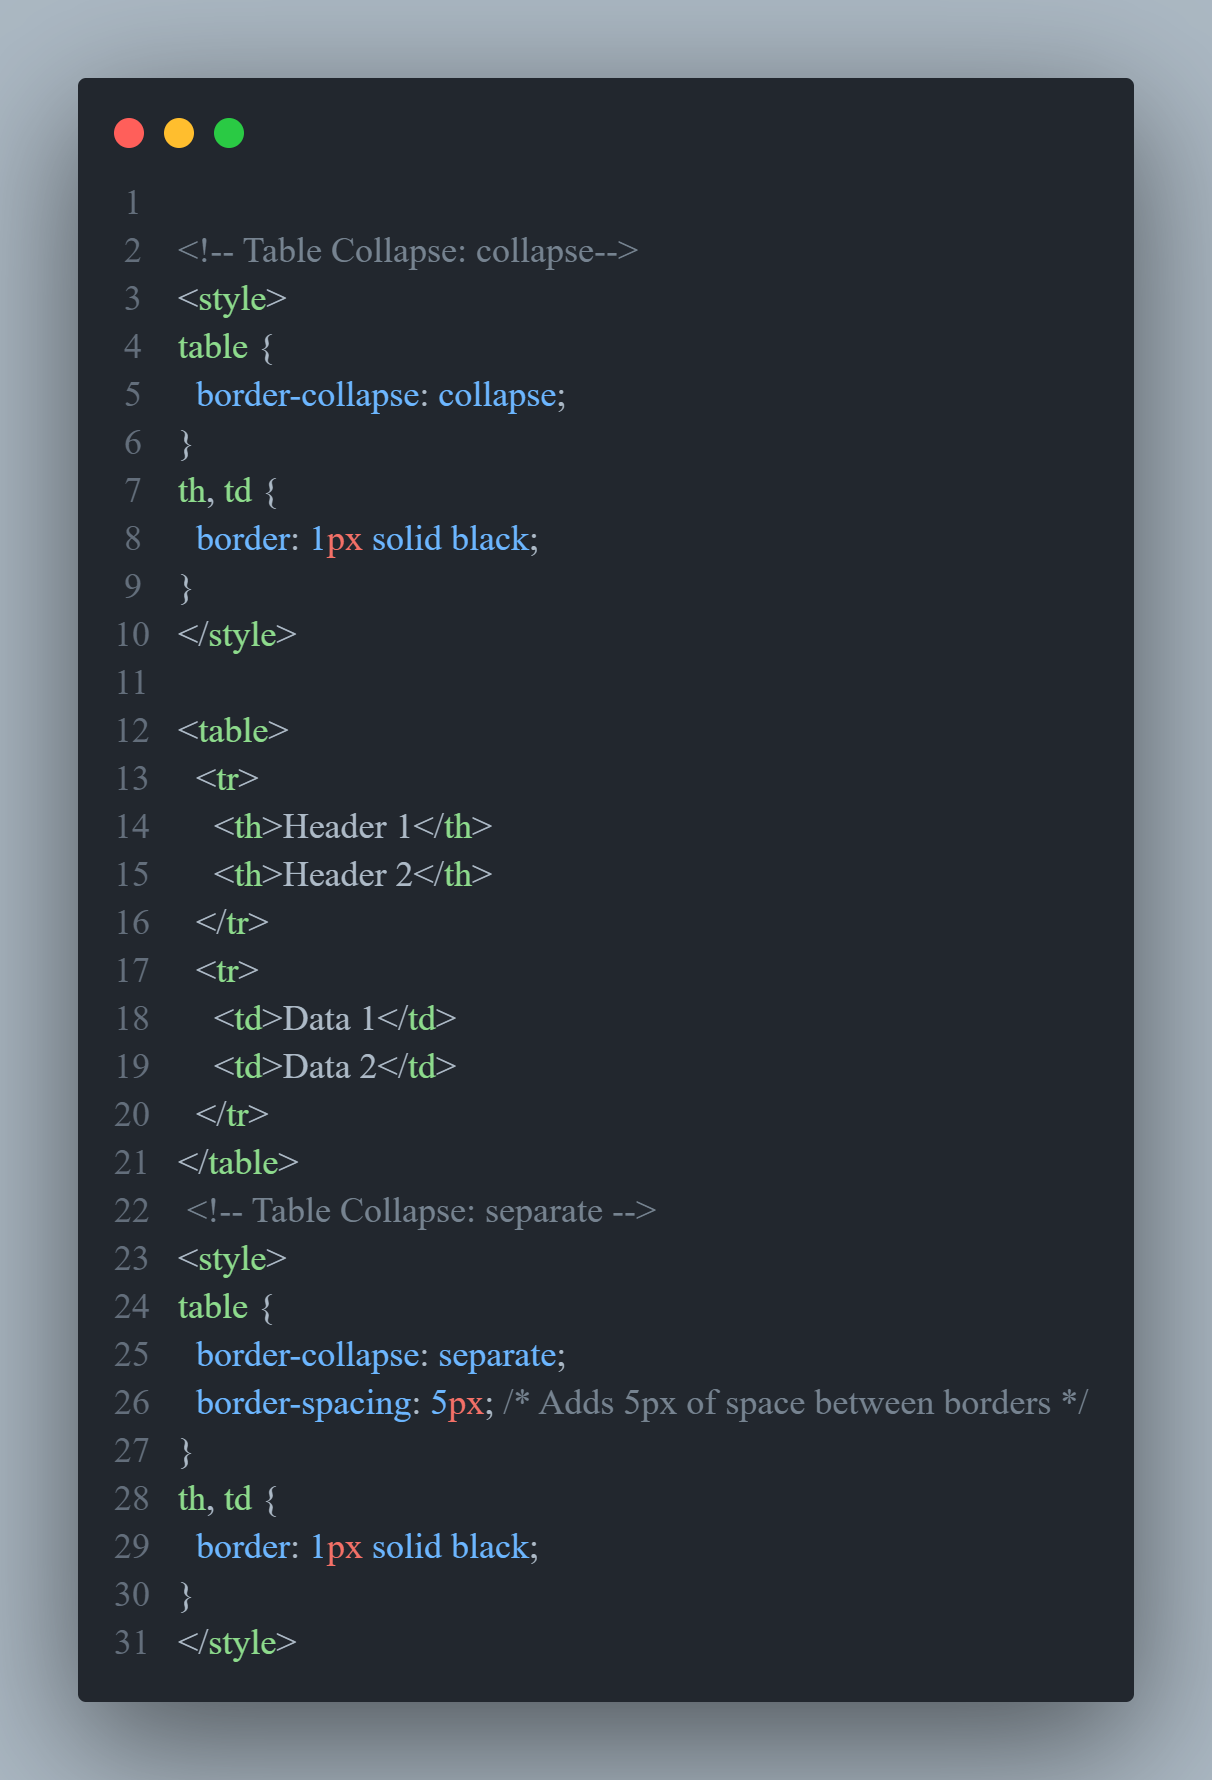 1
2 <!-- Table Collapse: collapse-->
3 <style>
4 table {
5   border-collapse: collapse;
6 }
7 th, td {
8   border: 1px solid black;
9 }
10 </style>
11
12 <table>
13   <tr>
14     <th>Header 1</th>
15     <th>Header 2</th>
16   </tr>
17   <tr>
18     <td>Data 1</td>
19     <td>Data 2</td>
20   </tr>
21 </table>
22  <!-- Table Collapse: separate -->
23 <style>
24 table {
25   border-collapse: separate;
26   border-spacing: 5px; /* Adds 5px of space between borders */
27 }
28 th, td {
29   border: 1px solid black;
30 }
31 </style>